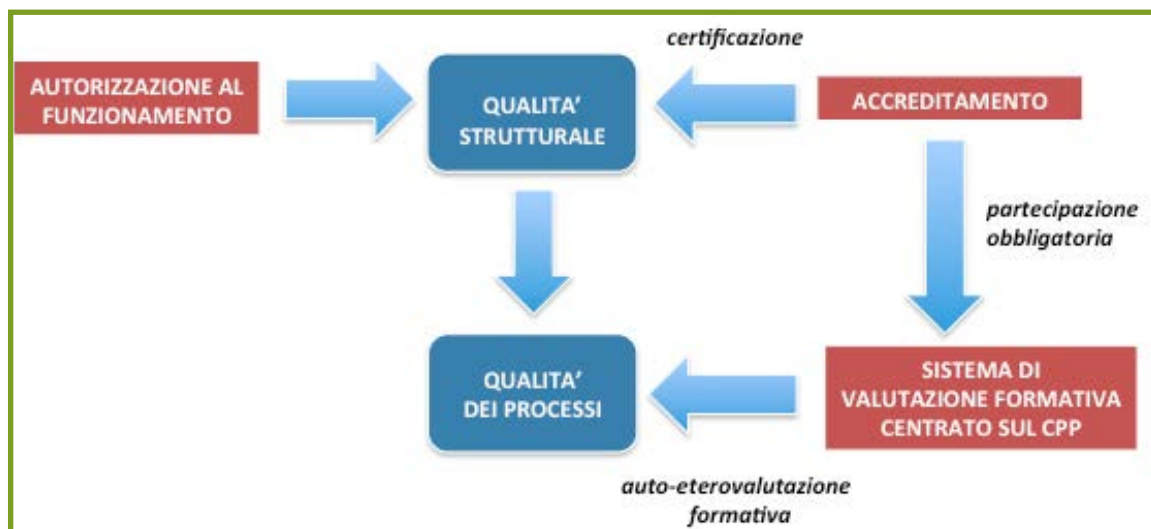 certificazione
AUTORIZZAZIONE AL
FUNZIONAMENTO
QUALITA'
STRUTTURALE
ACCREDITAMENTO
partecipazione
obbligatoria
QUALITA'
DEI PROCESSI
SISTEMA DI
VALUTAZIONE FORMATIVA
CENTRATO SUL CPP
auto-eterovalutazione
formativa